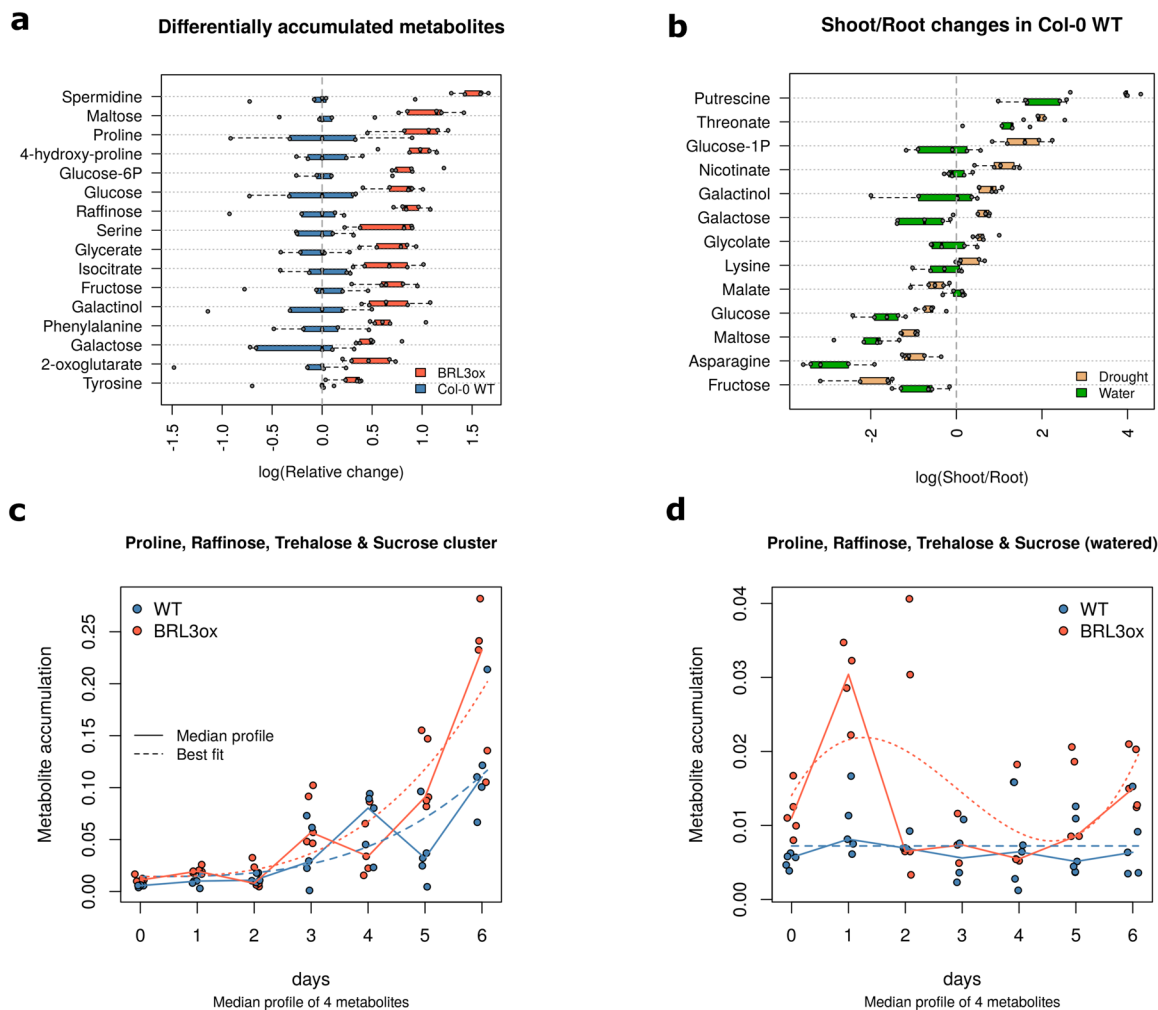 a
Differentially accumulated metabolites
Spermidine
Maltose
Proline
4-hydroxy-proline
Glucose-6P
Glucose
Raffinose
Serine
Glycerate
Isocitrate
Fructose
Galactinol
Phenylalanine
Galactose
2-oxoglutarate
Tyrosine
BRL3ox
Col-0 WT
-1.5
-1.0
-0.5
0.0
0.5
1.0
1.5
log(Relative change)
b
Shoot/Root changes in Col-0 WT
Putrescine
Threonate
Glucose-1P
Nicotinate
Galactinol
Galactose
Glycolate
Lysine
Malate
Glucose
Maltose
Asparagine
Fructose
Drought
Water
-2
0
2
4
log(Shoot/Root)
c
Proline, Raffinose, Trehalose & Sucrose cluster
WT
BRL3ox
Median profile
Best fit
Metabolite accumulation
0.25
0.20
0.15
0.10
0.05
0.00
0 1 2 3 4 5 6
days
Median profile of 4 metabolites
d
Proline, Raffinose, Trehalose & Sucrose (watered)
WT
BRL3ox
Metabolite accumulation
0.04
0.03
0.02
0.01
0.00
0 1 2 3 4 5 6
days
Median profile of 4 metabolites